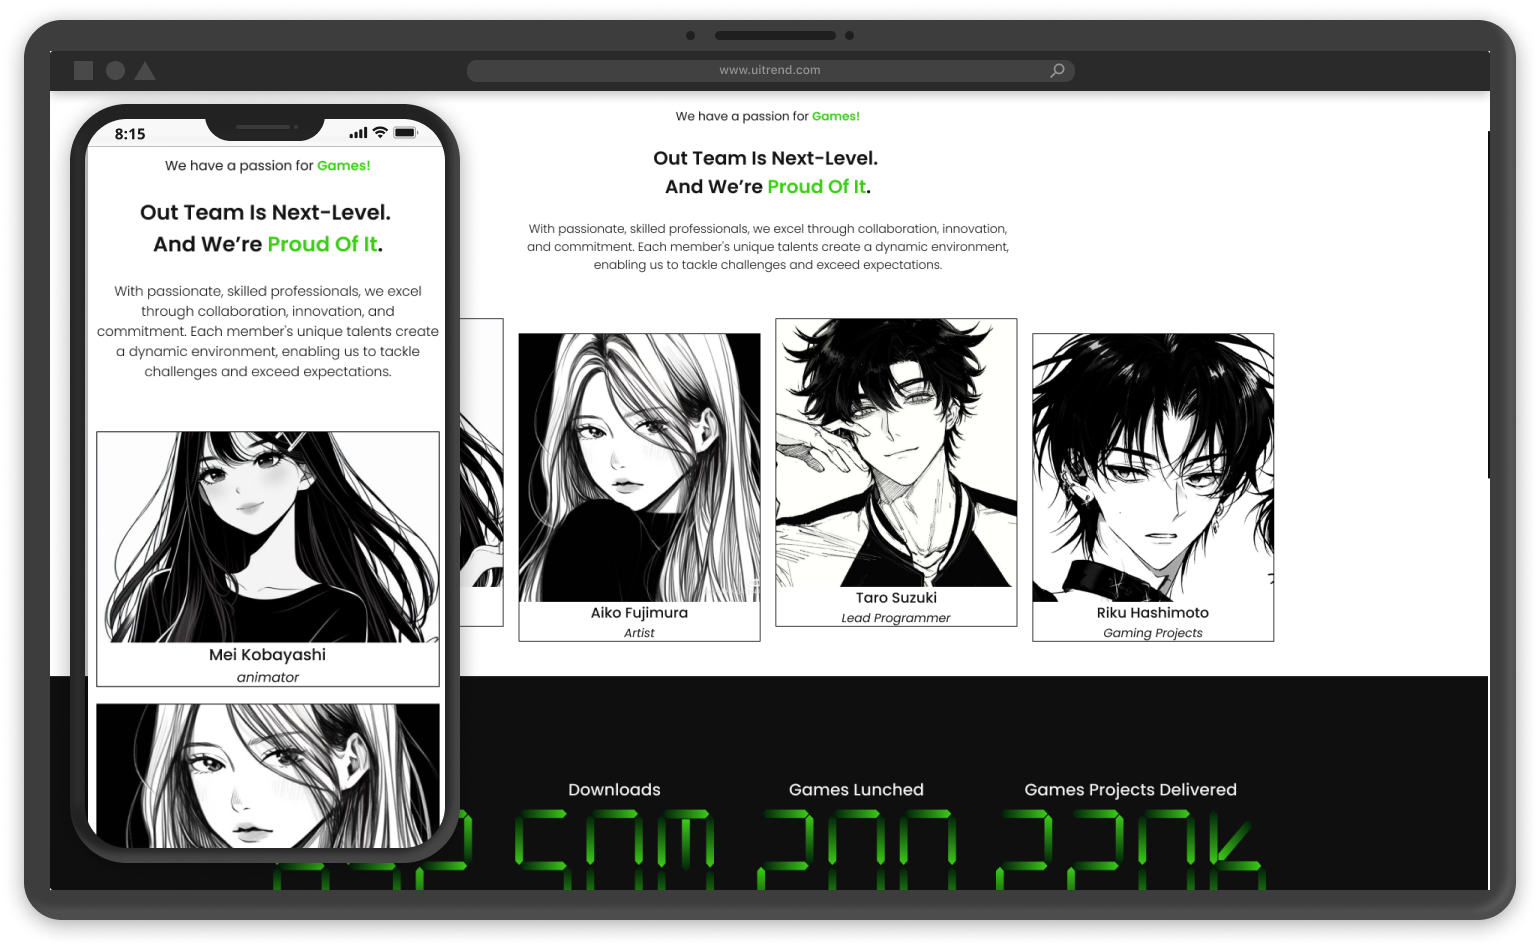 www.uitrend.com
8:15
We have a passion for Games!
Out Team Is Next-Level.
And We're Proud Of It.
With passionate, skilled professionals, we excel
through collaboration, innovation, and
commitment. Each member's unique talents create
a dynamic environment, enabling us to tackle
challenges and exceed expectations.
Mei Kobayashi
animator
We have a passion for Games!
Out Team Is Next-Level.
And We're Proud Of It.
With passionate, skilled professionals, we excel through collaboration, innovation,
and commitment. Each member's unique talents create a dynamic environment,
enabling us to tackle challenges and exceed expectations.
Aiko Fujimura
Artist
Taro Suzuki
Lead Programmer
Riku Hashimoto
Gaming Projects
Downloads
Games Lunched
Games Projects Delivered